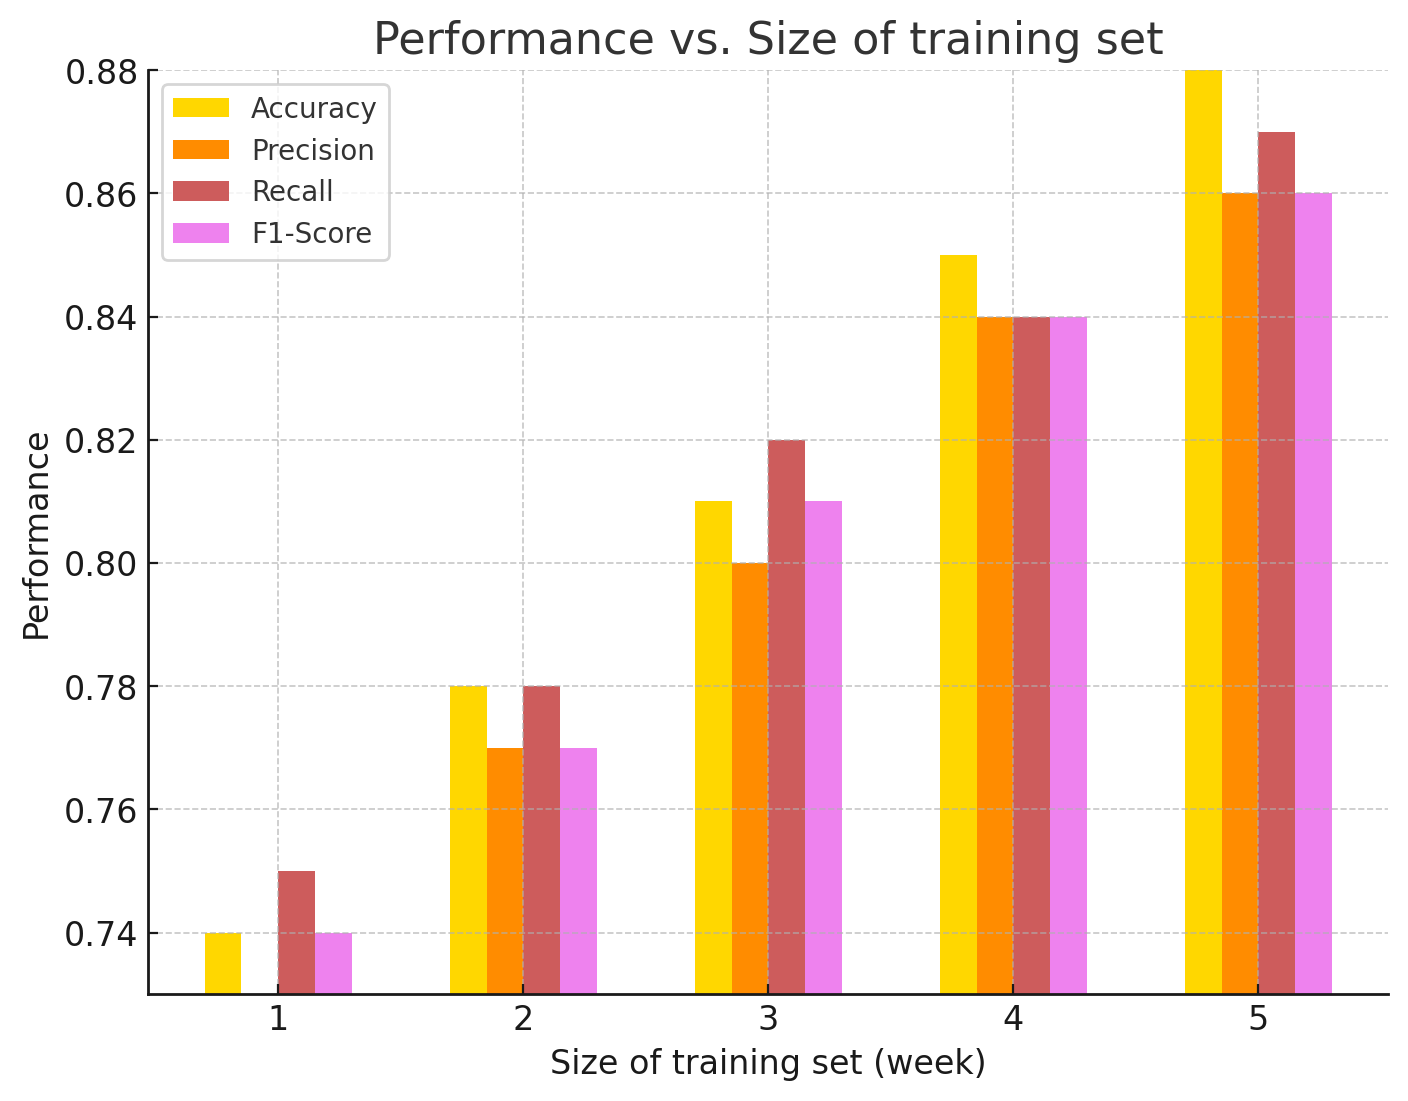 Performance vs. Size of training set
0.88
0.86
0.84
0.82
0.80
0.78
0.76
0.74
Performance
Accuracy
Precision
Recall
F1-Score
1 2 3 4 5
Size of training set (week)